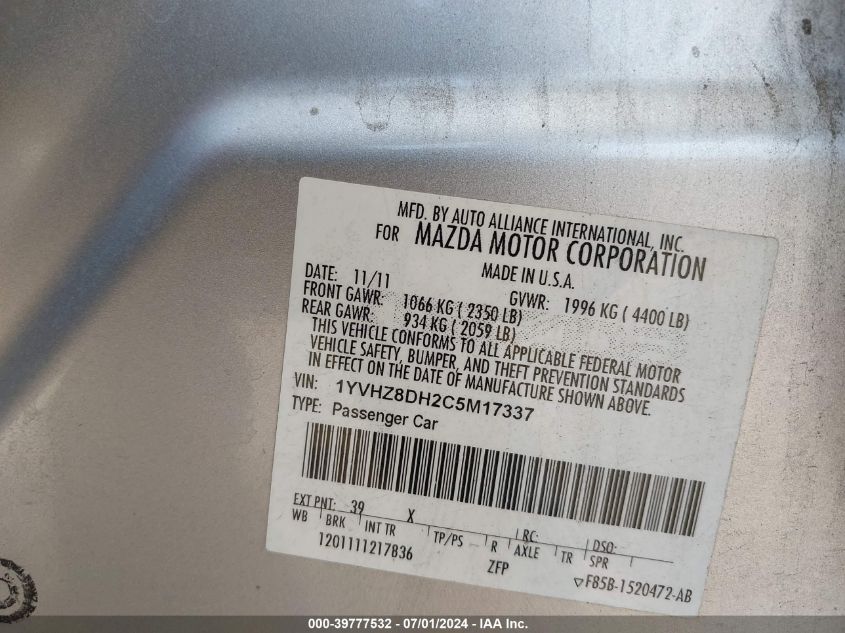 MFD. BY AUTO ALLIANCE INTERNATIONAL, INC.
FOR MAZDA MOTOR CORPORATION
MADE IN U.S.A.
DATE: 11/11 GVWR: 1996 KG ( 4400 LB)
FRONT GAWR: 1066 KG ( 2350 LB)
REAR GAWR: 934 KG ( 2059 LB)
THIS VEHICLE CONFORMS TO ALL APPLICABLE FEDERAL MOTOR
VEHICLE SAFETY, BUMPER, AND THEFT PREVENTION STANDARDS
IN EFFECT ON THE DATE OF MANUFACTURE SHOWN ABOVE.
VIN: 1YVHZ8DH2C5M17337
TYPE: Passenger Car
EXT PNT: 39 X RC: DSO:
WB BRK INT TR TP/PS R AXLE TR SPR
1201111217836 ZFP F85B-1520472-AB
000-39777532 - 07/01/2024 - IAA Inc.